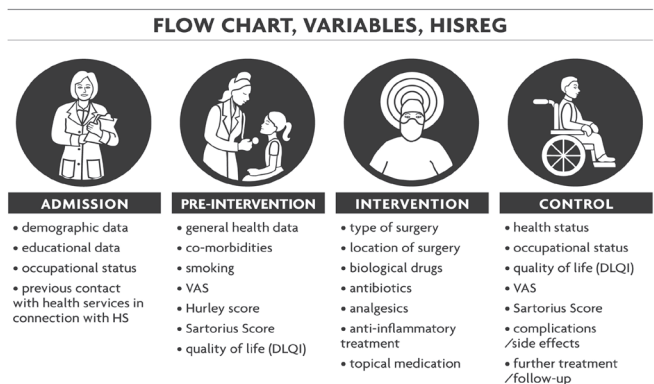 FLOW CHART, VARIABLES, HISREG
ADMISSION
• demographic data
• educational data
• occupational status
• previous contact
with health services in
connection with HS
PRE-INTERVENTION
• general health data
• co-morbidities
• smoking
• VAS
• Hurley score
• Sartorius Score
• quality of life (DLQI)
INTERVENTION
• type of surgery
• location of surgery
• biological drugs
• antibiotics
• analgesics
• anti-inflammatory
treatment
• topical medication
CONTROL
• health status
• occupational status
• quality of life (DLQI)
• VAS
• Sartorius Score
• complications
/side effects
• further treatment
/follow-up